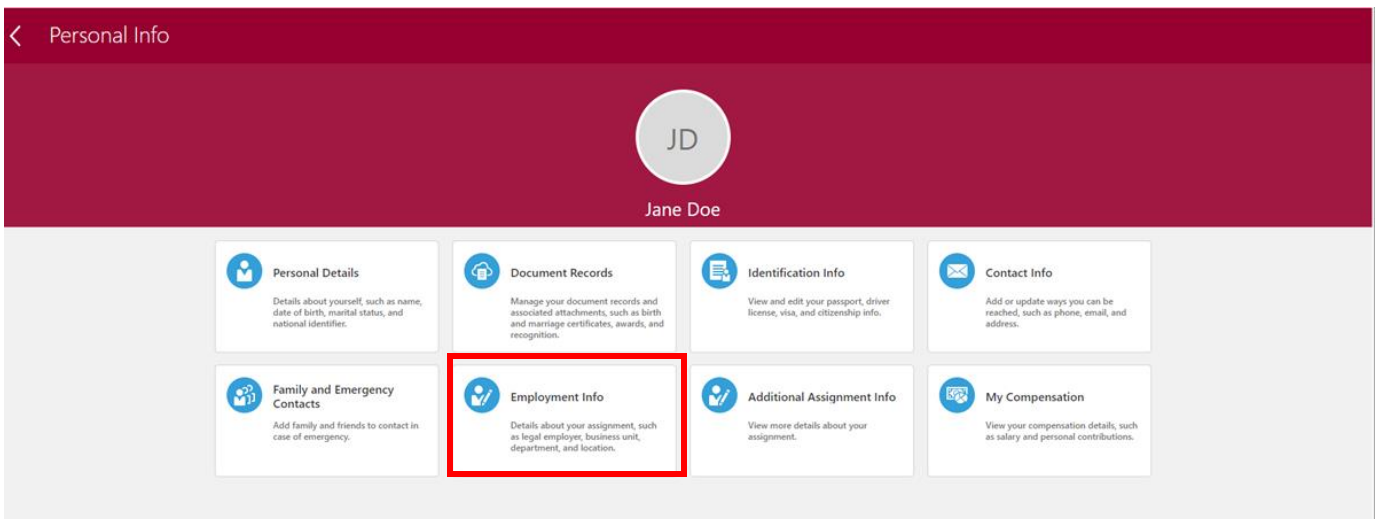 Personal Info
JD
Jane Doe
Personal Details
Details about yourself, such as name,
date of birth, marital status, and
national identifier.
Document Records
Manage your document records and
associated attachments, such as birth
and marriage certificates, awards, and
recognition.
Identification Info
View and edit your passport, driver
license, visa, and citizenship info.
Contact Info
Add or update ways you can be
reached, such as phone, email, and
address.
Family and Emergency
Contacts
Add family and friends to contact in
case of emergency.
Employment Info
Details about your assignment, such
as legal employer, business unit,
department, and location.
Additional Assignment Info
View more details about your
assignment.
My Compensation
View your compensation details, such
as salary and personal contributions.